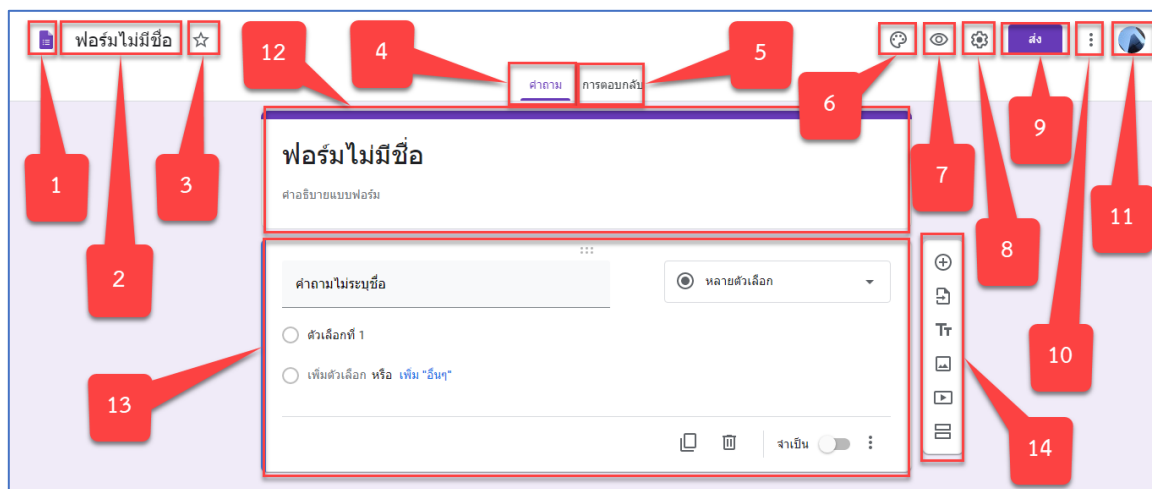 ฟอร์มไม่มีชื่อ
ส่ง
12
4
5
คำถาม
การตอบกลับ
6
9
1
3
7
ฟอร์มไม่มีชื่อ
คำอธิบายแบบฟอร์ม
11
8
2
คำถามไม่ระบุชื่อ
หลายตัวเลือก
ตัวเลือกที่ 1
Tт
10
เพิ่มตัวเลือก หรือ เพิ่ม "อื่นๆ"
13
จำเป็น
14